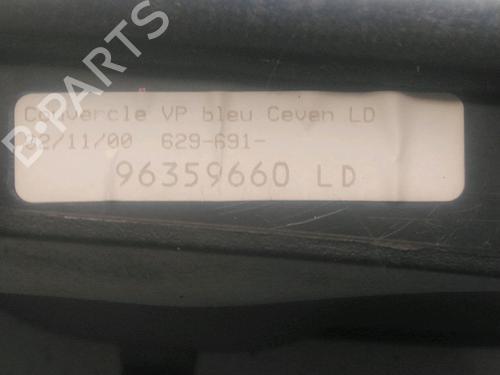 Couvercle VP bleu Ceven LD
02/11/00 629-691-
96359660 LD
B-PARTS